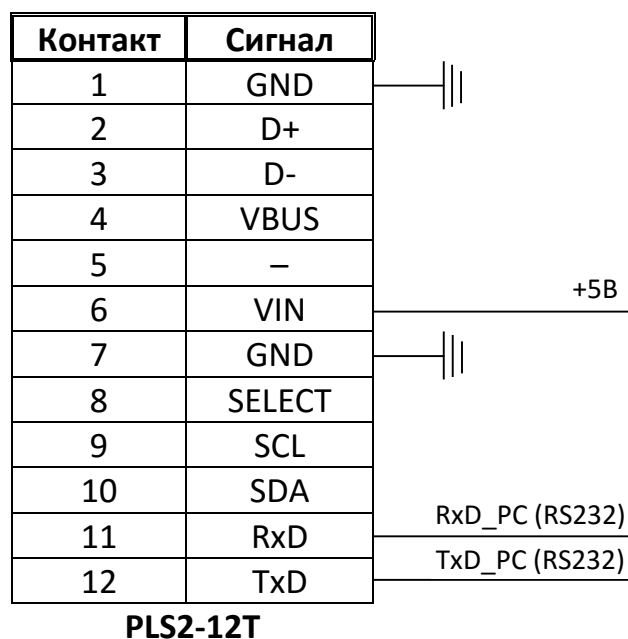 Контакт Сигнал
1 GND
2 D+
3 D-
4 VBUS
5 –
+5В
6 VIN
7 GND
8 SELECT
9 SCL
10 SDA
RxD_PC (RS232)
11 RxD
TxD_PC (RS232)
12 TxD
PLS2-12T